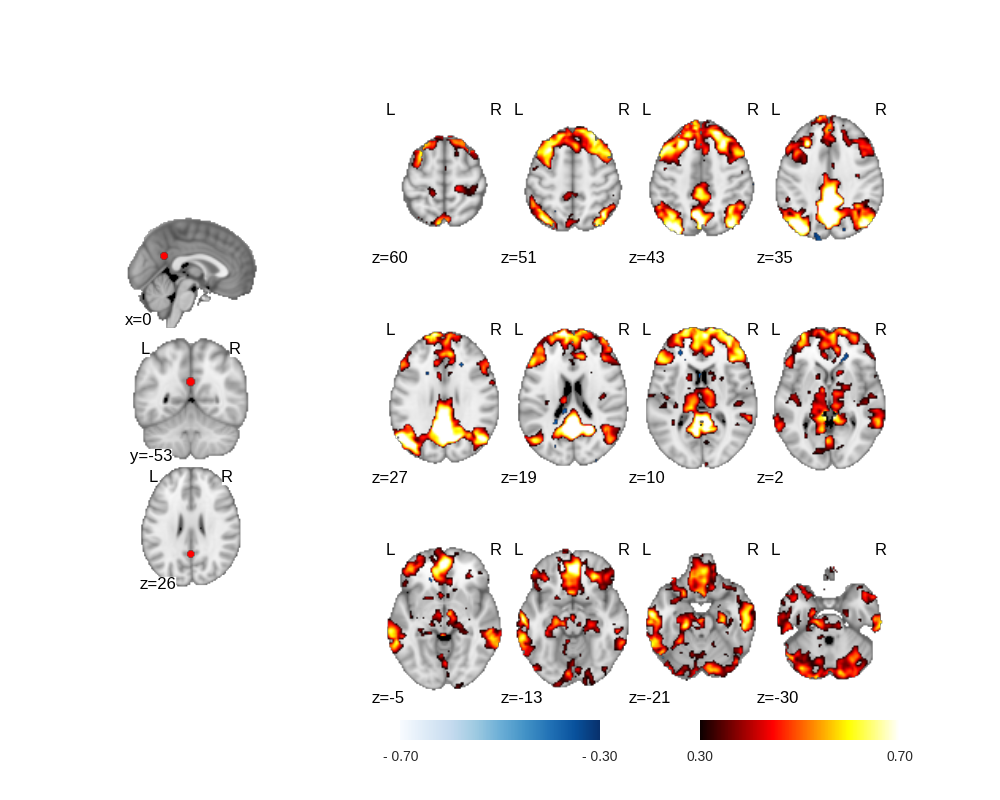 L R L R L R L R
z=60 z=51 z=43 z=35
x=0
L R
y=-53
L R
z=26
L R L R L R L R
z=27 z=19 z=10 z=2
L R L R L R L R
z=-5 z=-13 z=-21 z=-30
- 0.70 - 0.30 0.30 0.70